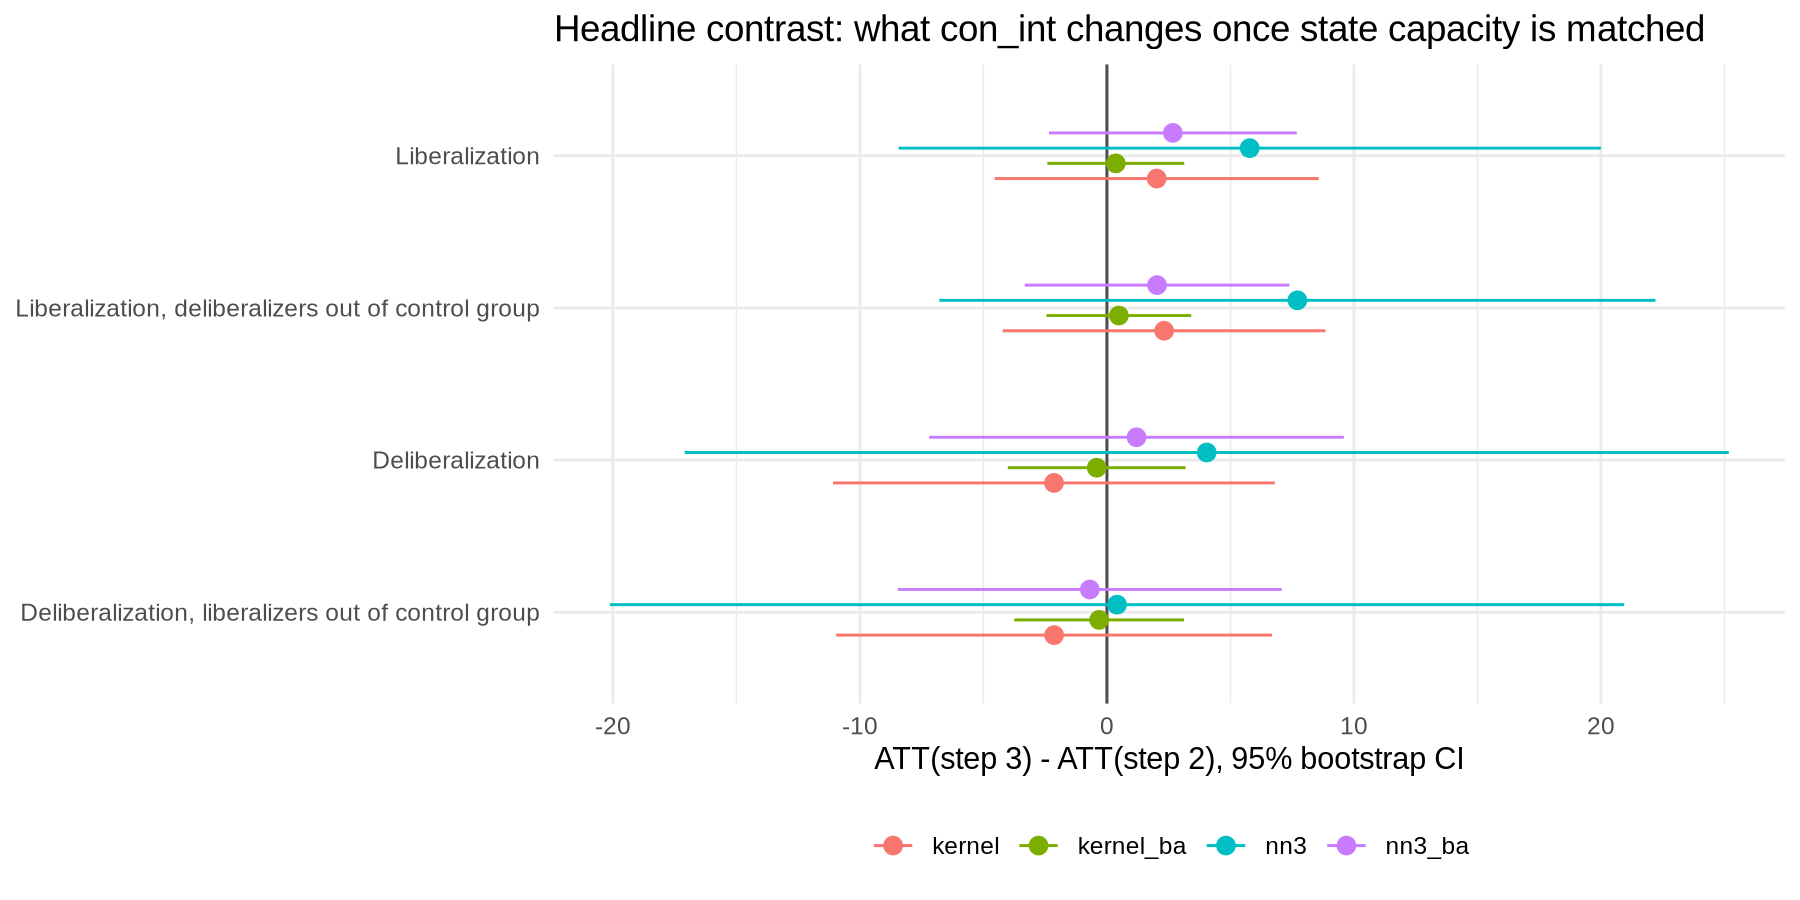 Headline contrast: what con_int changes once state capacity is matched
Liberalization
Liberalization, deliberalizers out of control group
Deliberalization
Deliberalization, liberalizers out of control group
-20 -10 0 10 20
ATT(step 3) - ATT(step 2), 95% bootstrap CI
kernel kernel_ba nn3 nn3_ba